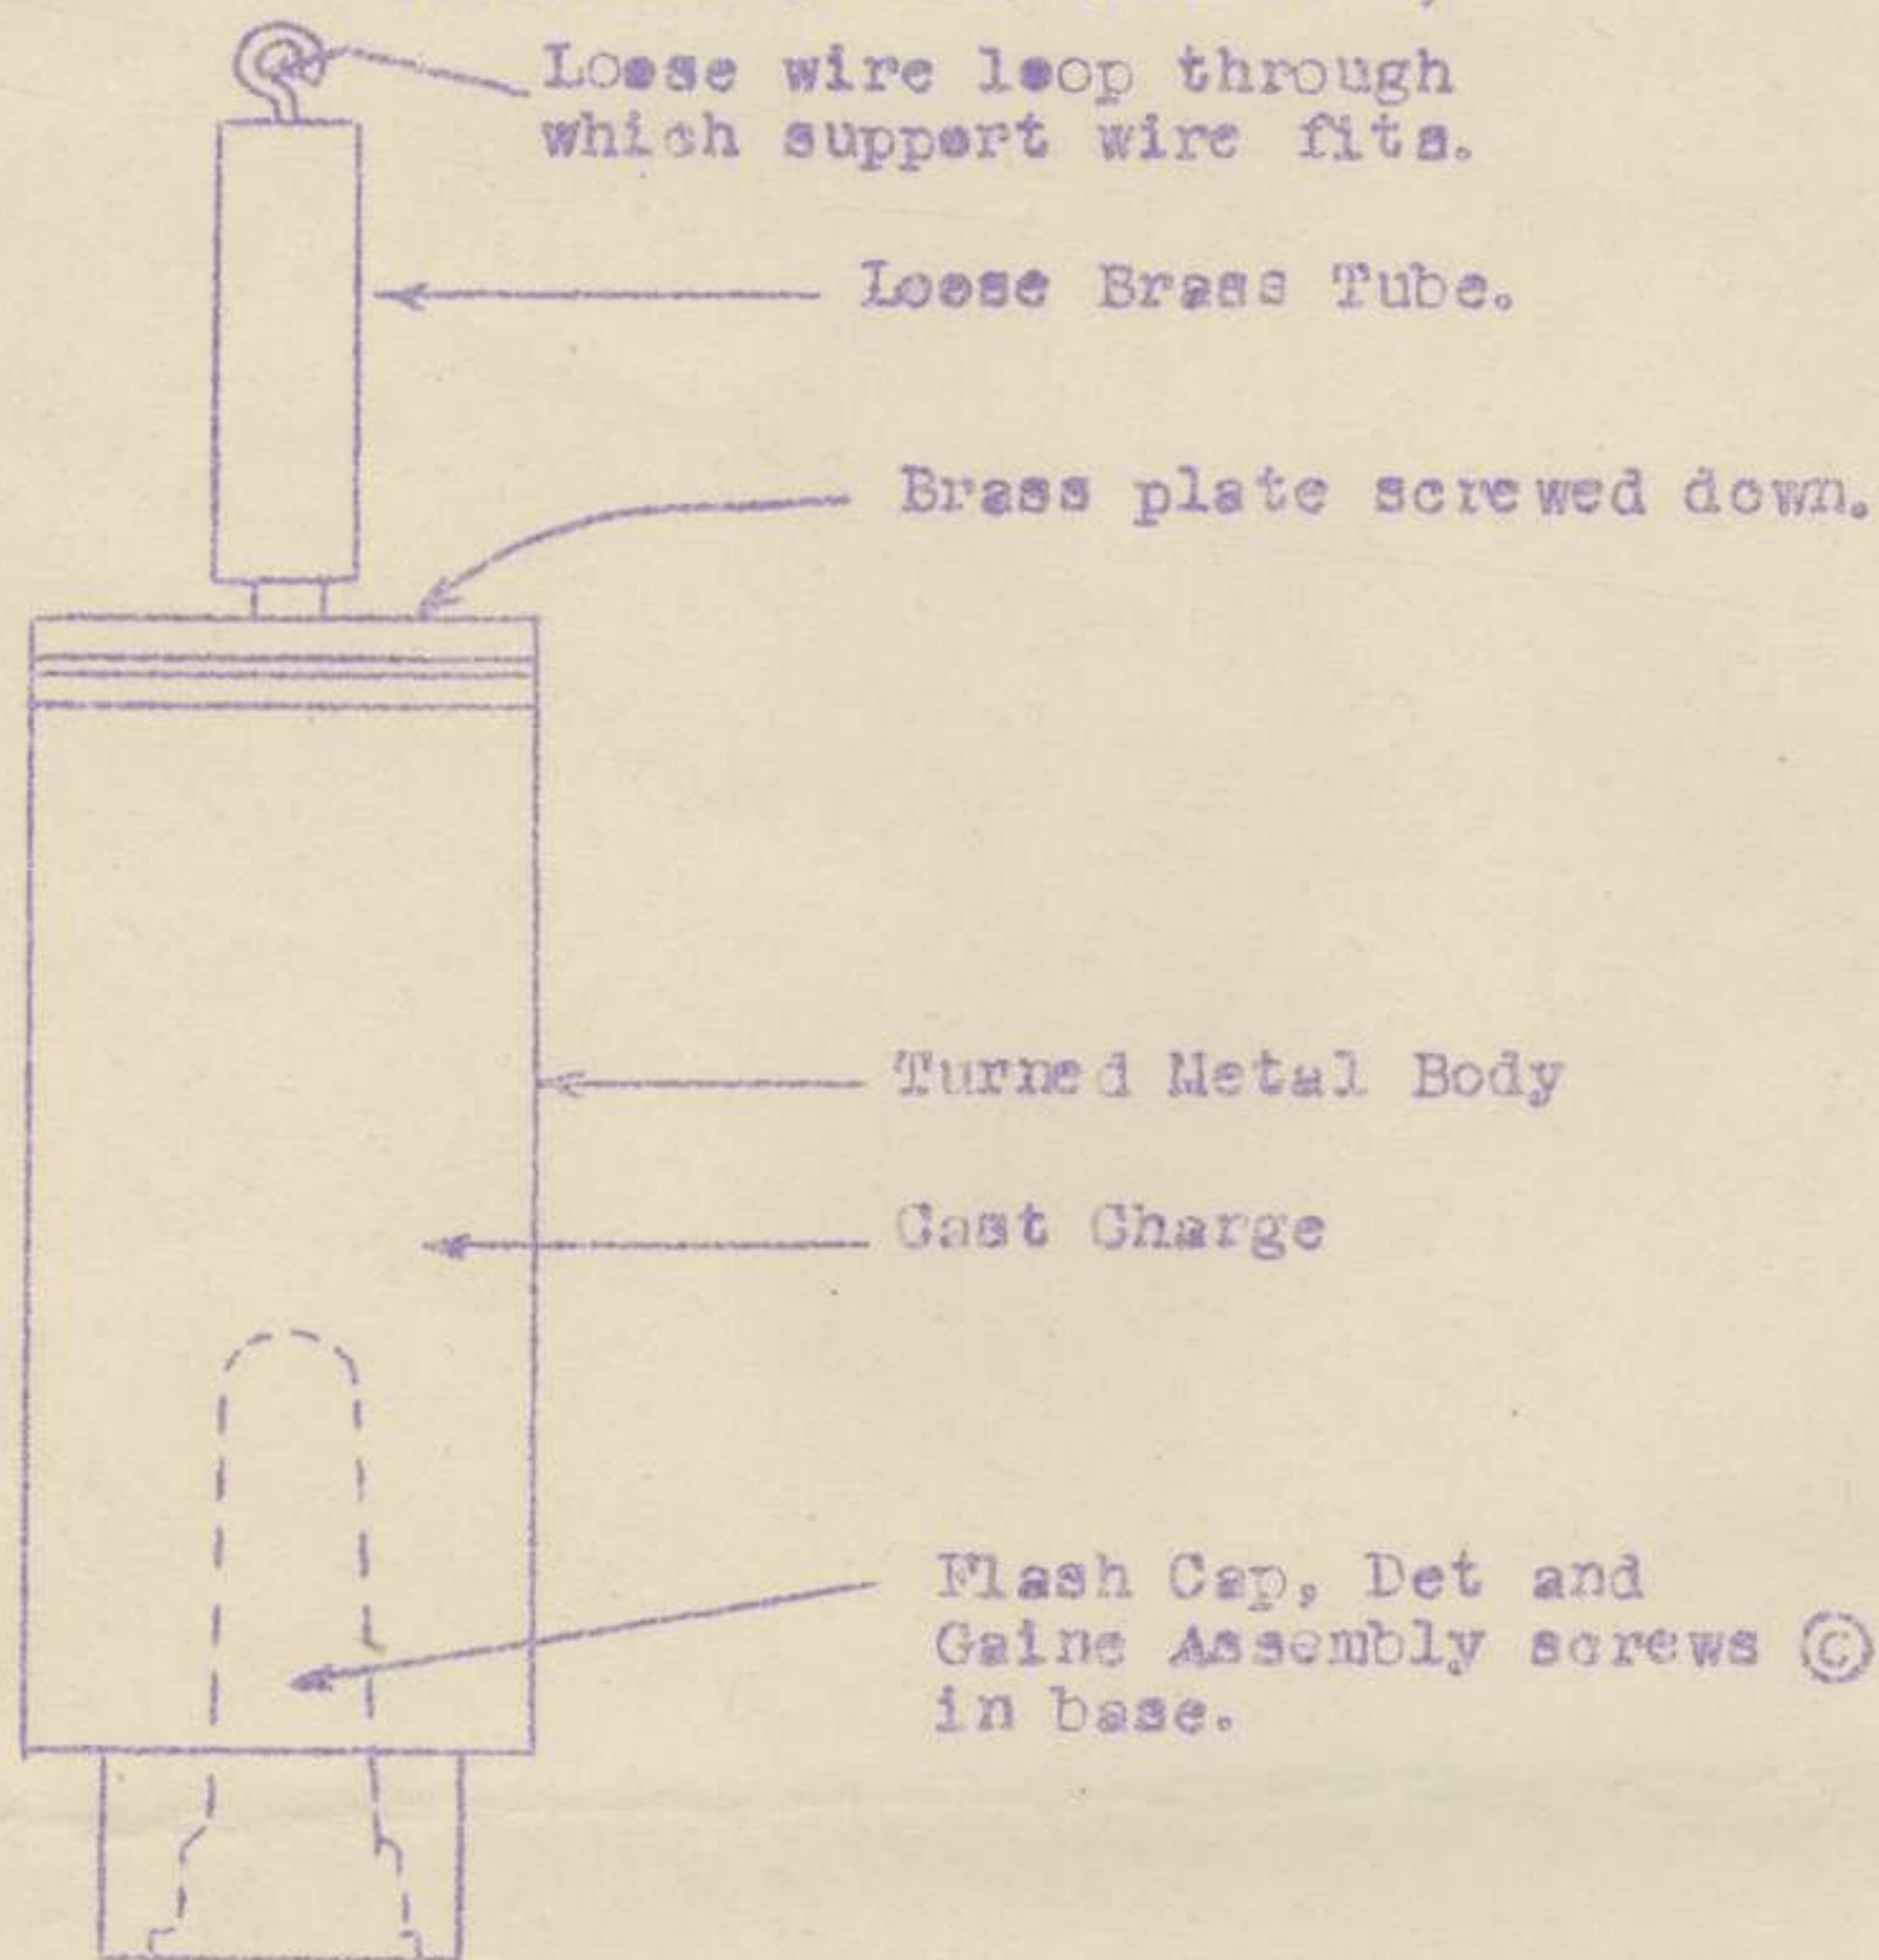 Loose wire loop through
which support wire fits.
Loose Brass Tube.
Brass plate screwed down.
Turned Metal Body
Cast Charge
Flash Cap, Det and
Gaine Assembly screws Ⓒ
in base.